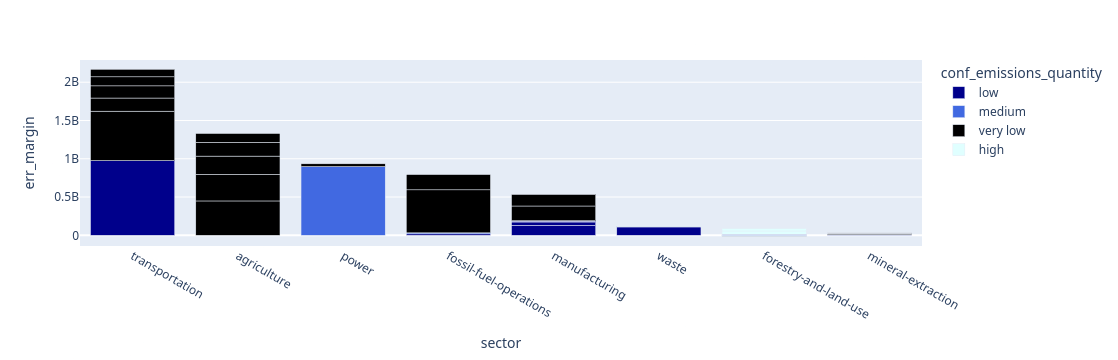 conf_emissions_quantity
low
medium
very low
high
err_margin
2B
1.5B
1B
0.5B
0
transportation
agriculture
power
fossil-fuel-operations
manufacturing
waste
forestry-and-land-use
mineral-extraction
sector